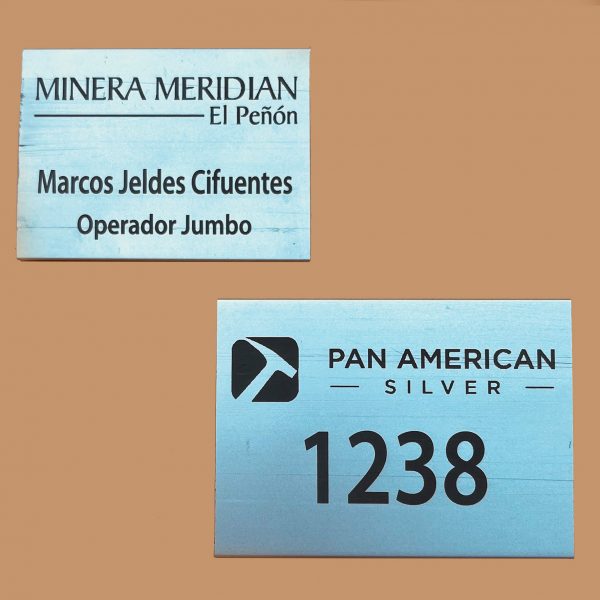 MINERA MERIDIAN
El Peñón
Marcos Jeldes Cifuentes
Operador Jumbo
PAN AMERICAN
SILVER
1238